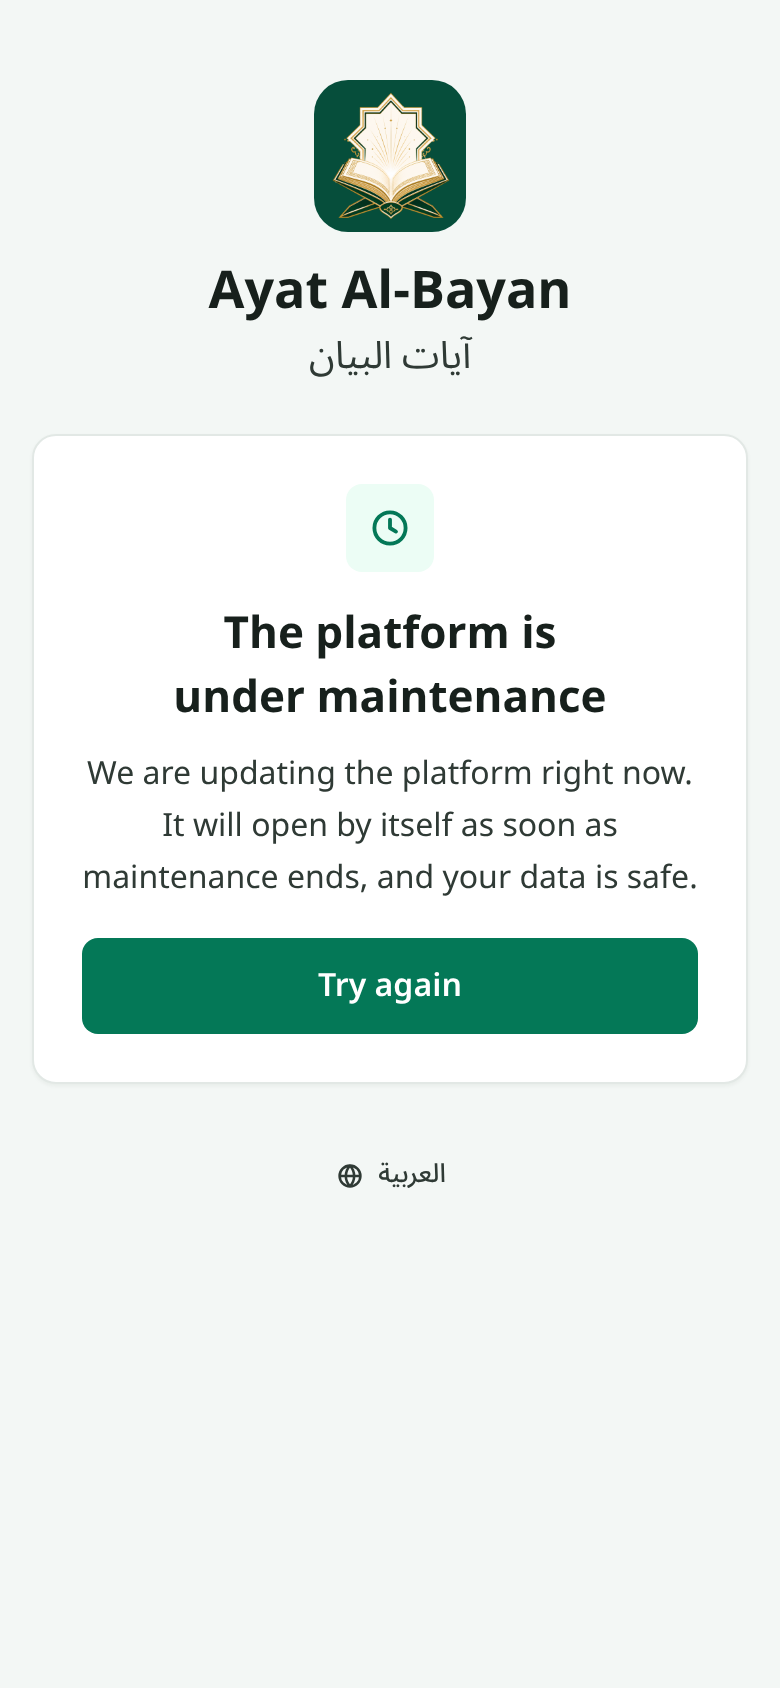 Ayat Al-Bayan
آيات البيان
The platform is
under maintenance
We are updating the platform right now.
It will open by itself as soon as
maintenance ends, and your data is safe.
Try again
العربية